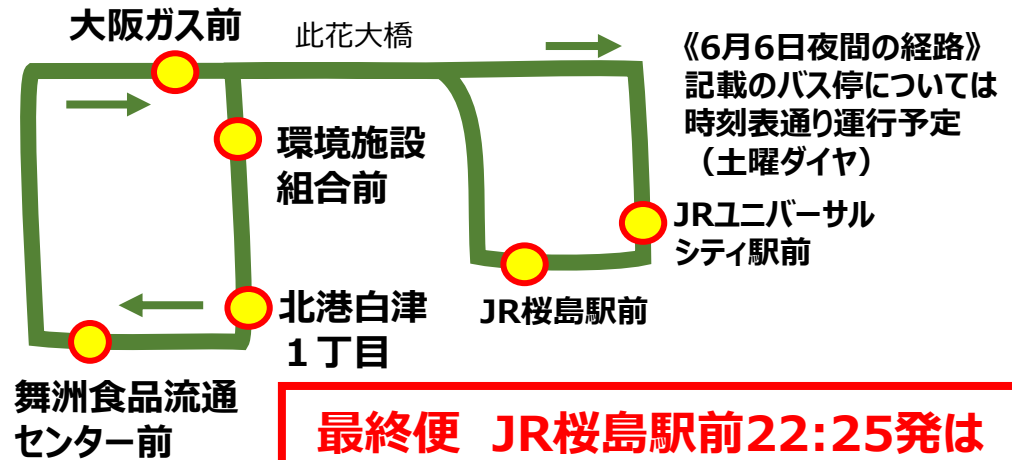 大阪ガス前
此花大橋
《6月6日夜間の経路》
記載のバス停については
時刻表通り運行予定
（土曜ダイヤ）
環境施設
組合前
JRユニバーサル
シティ駅前
北港白津
１丁目
JR桜島駅前
舞洲食品流通
センター前
最終便 JR桜島駅前22:25発は